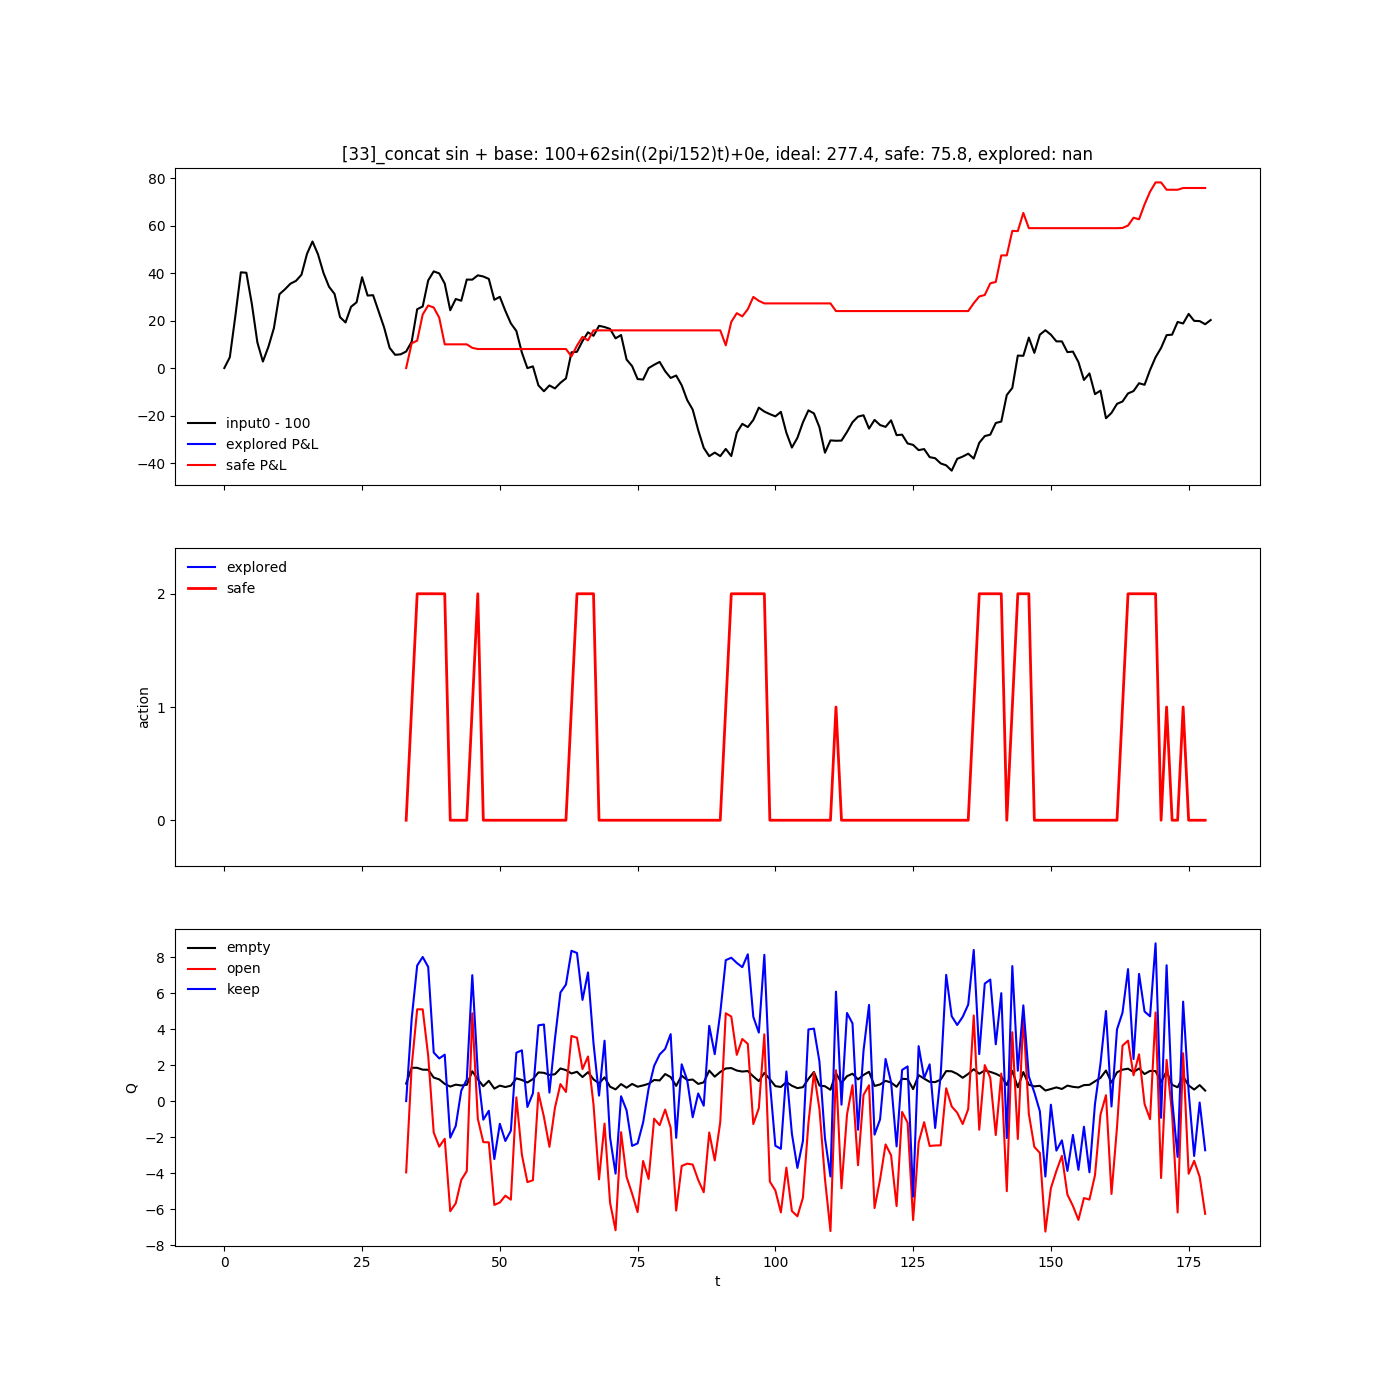 [33]_concat sin + base: 100+62sin((2pi/152)t)+0e, ideal: 277.4, safe: 75.8, explored: nan
80
60
40
20
0
−20
−40
input0 - 100
explored P&L
safe P&L
explored
safe
2
1
0
action
empty
open
keep
8
6
4
2
0
−2
−4
−6
−8
Q
0 25 50 75 100 125 150 175
t